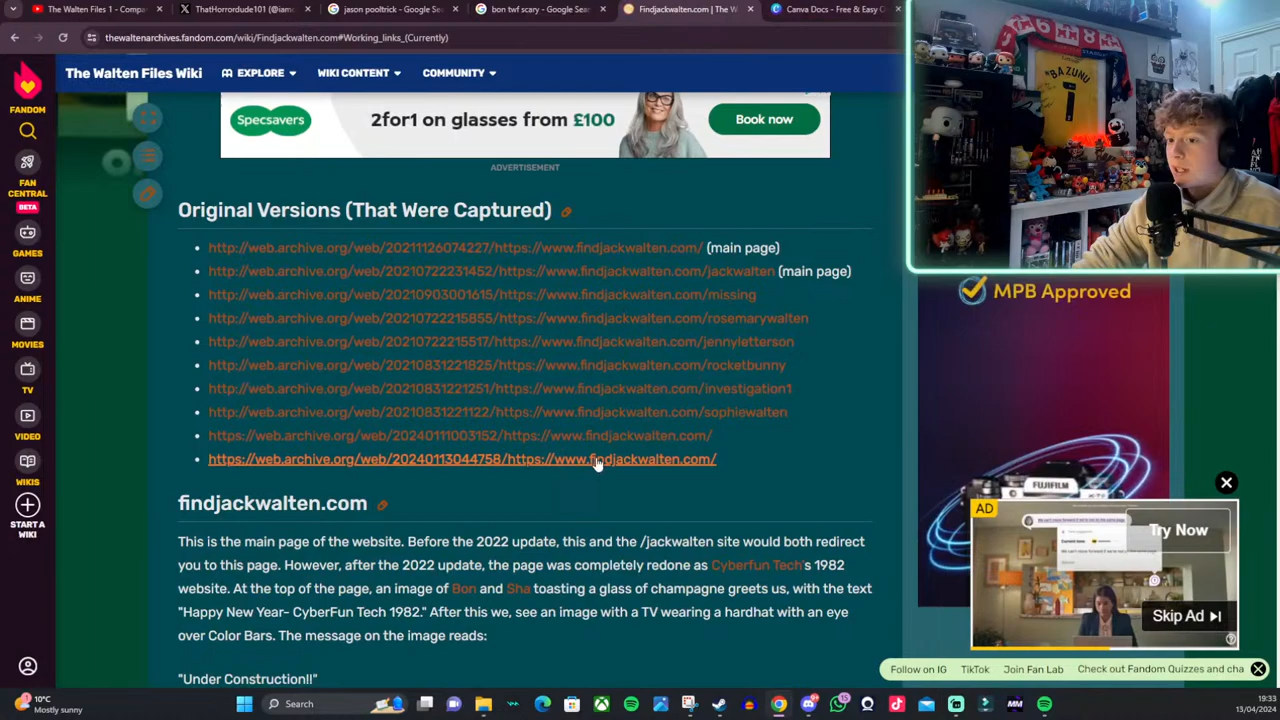 The Walten Files 1 - Compan
ThatHorrordude101 (@iamc
jason pooltrick - Google Se
bon twf scary - Google Sear
Findjackwalten.com | The W
Canva Docs - Free & Easy C
thewaltenarchives.fandom.com/wiki/Findjackwalten.com#Working_links_(Currently)
The Walten Files Wiki
EXPLORE
WIKI CONTENT
COMMUNITY
FANDOM
FAN CENTRAL
BETA
GAMES
ANIME
MOVIES
TV
VIDEO
WIKIS
START A WIKI
Specsavers
2for1 on glasses from £100
Book now
ADVERTISEMENT
Original Versions (That Were Captured)
http://web.archive.org/web/20211126074227/https://www.findjackwalten.com/ (main page)
http://web.archive.org/web/20210722231452/https://www.findjackwalten.com/jackwalten (main page)
http://web.archive.org/web/20210903001615/https://www.findjackwalten.com/missing
http://web.archive.org/web/20210722215855/https://www.findjackwalten.com/rosemarywalten
http://web.archive.org/web/20210722215517/https://www.findjackwalten.com/jennyletterson
http://web.archive.org/web/20210831221825/https://www.findjackwalten.com/rocketbunny
http://web.archive.org/web/20210831221251/https://www.findjackwalten.com/investigation1
http://web.archive.org/web/20210831221122/https://www.findjackwalten.com/sophiewalten
https://web.archive.org/web/20240111003152/https://www.findjackwalten.com/
https://web.archive.org/web/20240113044758/https://www.findjackwalten.com/
findjackwalten.com
This is the main page of the website. Before the 2022 update, this and the /jackwalten site would both redirect
you to this page. However, after the 2022 update, the page was completely redone as Cyberfun Tech's 1982
website. At the top of the page, an image of Bon and Sha toasting a glass of champagne greets us, with the text
"Happy New Year- CyberFun Tech 1982." After this we, see an image with a TV wearing a hardhat with an eye
over Color Bars. The message on the image reads:
"Under Construction!!"
BAZUNU
1
MPB Approved
FUJIFILM
AD
Try Now
Skip Ad
Follow on IG
TikTok
Join Fan Lab
Check out Fandom Quizzes and cha
10°C
Mostly sunny
Search
15
19:33
13/04/2024